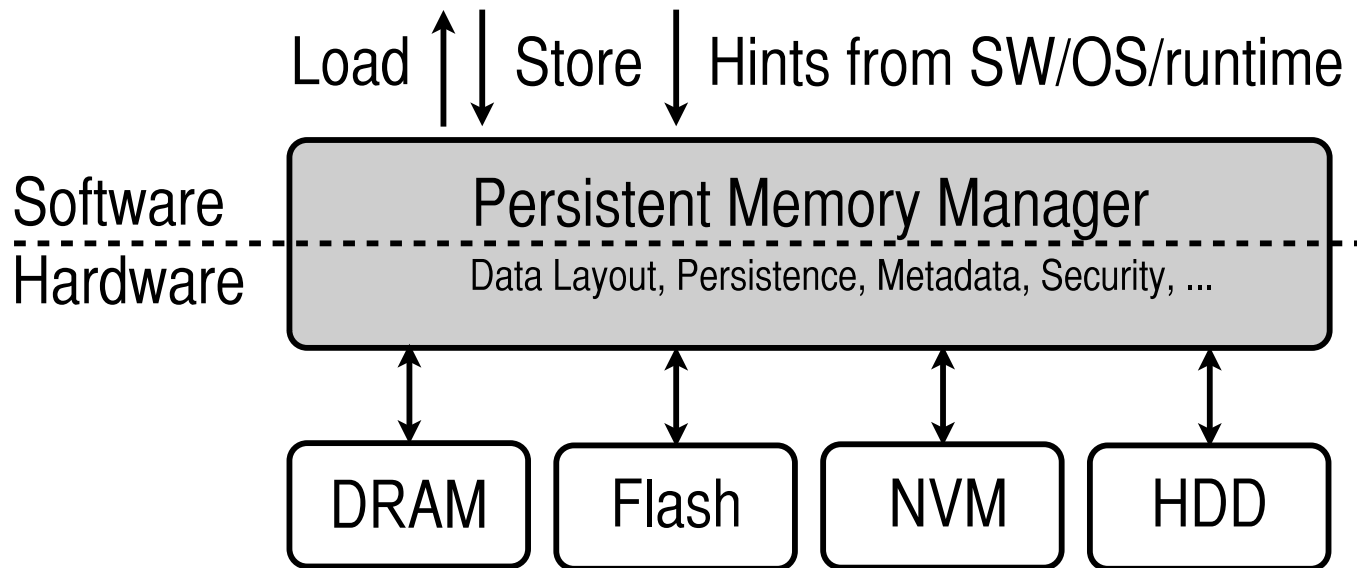 Load Store Hints from SW/OS/runtime
Software
Persistent Memory Manager
Hardware
Data Layout, Persistence, Metadata, Security, ...
DRAM Flash NVM HDD